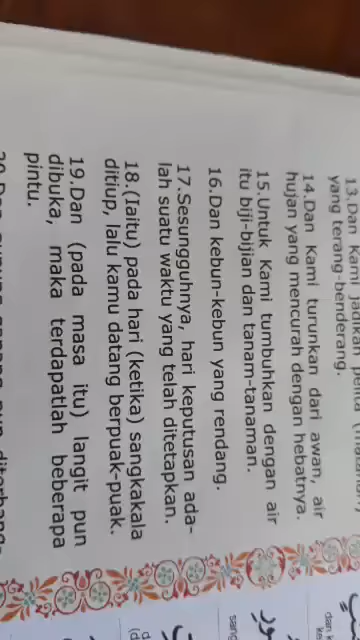 13.Dan Kami jadikan
yang terang-benderang.
14.Dan Kami turunkan dari awan, air
hujan yang mencurah dengan hebatnya.
15.Untuk Kami tumbuhkan dengan air
itu biji-bijian dan tanam-tanaman.
16.Dan kebun-kebun yang rendang.
17.Sesungguhnya, hari keputusan ada-
lah suatu waktu yang telah ditetapkan.
18.(Iaitu) pada hari (ketika) sangkakala
ditiup, lalu kamu datang berpuak-puak.
19.Dan (pada masa itu) langit pun
dibuka, maka terdapatlah beberapa
pintu.